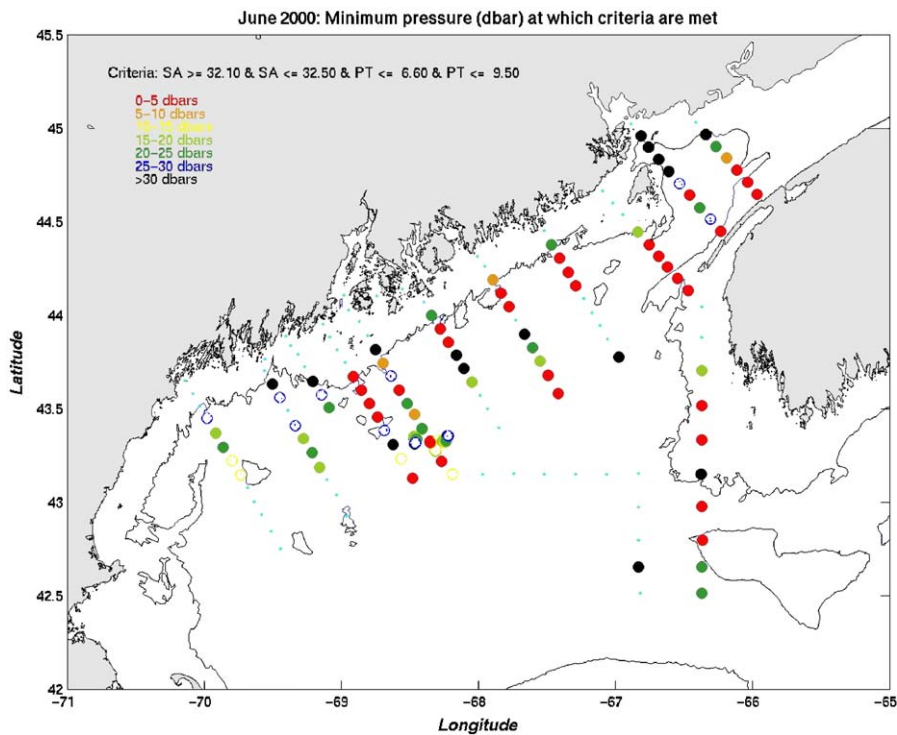 June 2000: Minimum pressure (dbar) at which criteria are met
45.5
Criteria: SA >= 32.10 & SA <= 32.50 & PT <= 6.60 & PT <= 9.50
0-5 dbars
5-10 dbars
10-15 dbars
15-20 dbars
20-25 dbars
25-30 dbars
>30 dbars
45
44.5
44
43.5
43
42.5
42
Latitude
-71 -70 -69 -68 -67 -66 -65
Longitude